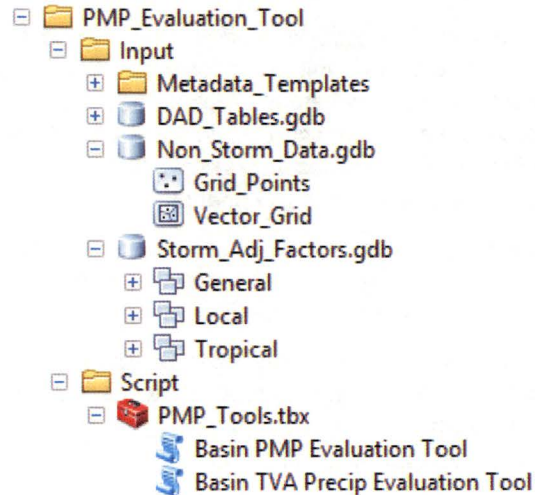 PMP_Evaluation_Tool
Input
Metadata_Templates
DAD_Tables.gdb
Non_Storm_Data.gdb
Grid_Points
Vector_Grid
Storm_Adj_Factors.gdb
General
Local
Tropical
Script
PMP_Tools.tbx
Basin PMP Evaluation Tool
Basin TVA Precip Evaluation Tool